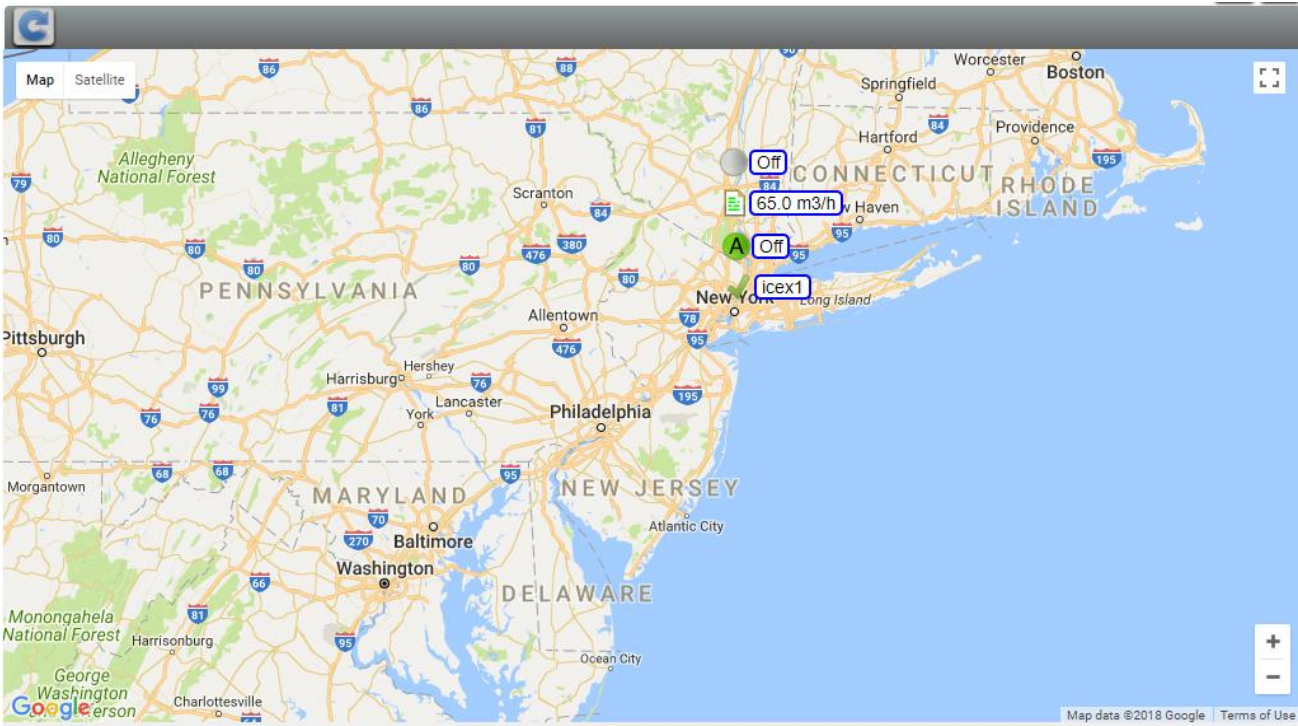 Map Satellite
86
88
90
Worcester
Boston
Springfield
86
81
84
Hartford
Providence
195
Allegheny
National Forest
79
Off
84
CONNECTICUT
RHODE
ISLAND
Scranton
84
65.0 m3/h
w Haven
95
80
80
80
80
476
380
A Off
95
80
PENNSYLVANIA
icex1
New York
Long Island
Allentown
78
95
Pittsburgh
476
Hershey
Harrisburg
76
99
195
76
76
81
York
Lancaster
Philadelphia
68
68
95
Morgantown
MARYLAND
NEW JERSEY
70
Atlantic City
270
Baltimore
Washington
66
DELAWARE
81
Monongahela
National Forest
Harrisonburg
95
Ocean City
George
Washington
erson
Google
Charlottesville
64
+
−
Map data ©2018 Google Terms of Use